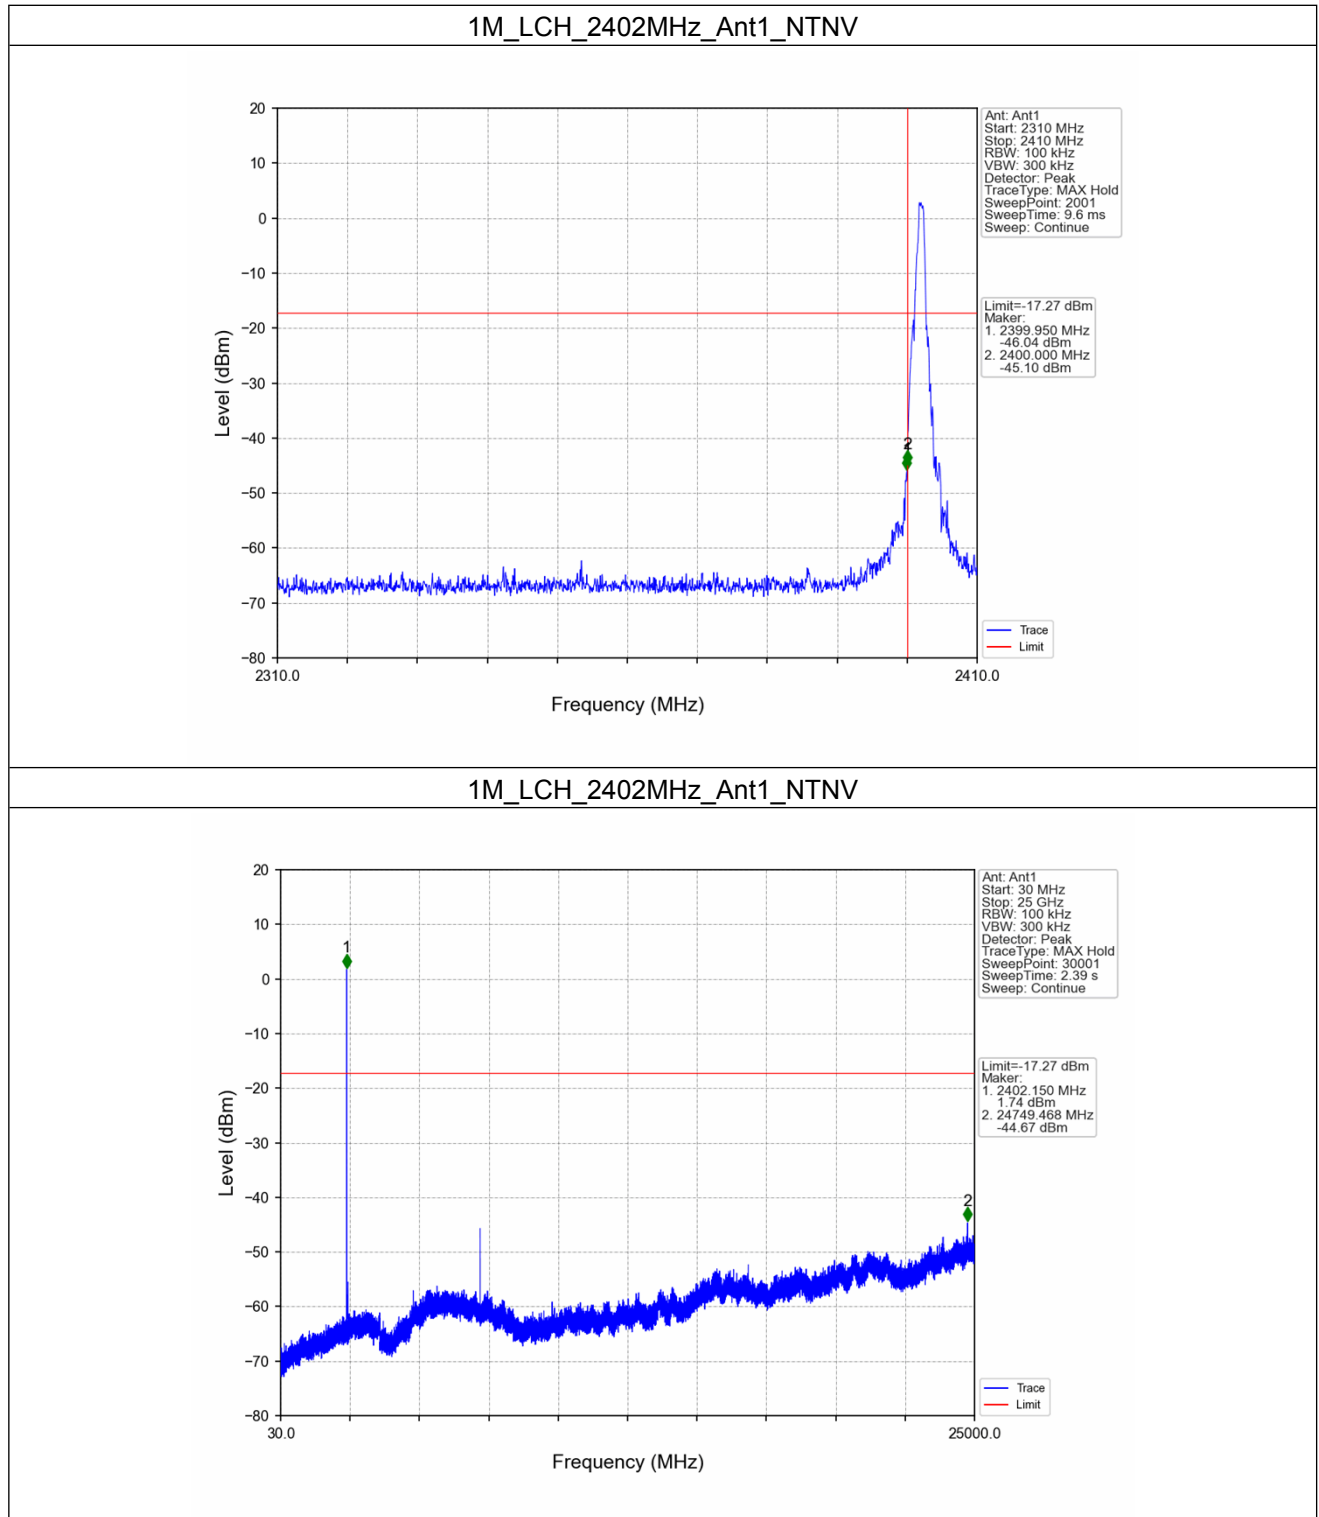 1M_LCH_2402MHz_Ant1_NTNV
20
10
0
−10
−20
−30
−40
−50
−60
−70
−80
Level (dBm)
2310.0
2410.0
Frequency (MHz)
2
Ant: Ant1
Start: 2310 MHz
Stop: 2410 MHz
RBW: 100 kHz
VBW: 300 kHz
Detector: Peak
TraceType: MAX Hold
SweepPoint: 2001
SweepTime: 9.6 ms
Sweep: Continue
Limit=-17.27 dBm
Maker:
1. 2399.950 MHz
-46.04 dBm
2. 2400.000 MHz
-45.10 dBm
Trace
Limit
1M_LCH_2402MHz_Ant1_NTNV
20
10
0
−10
−20
−30
−40
−50
−60
−70
−80
Level (dBm)
30.0
25000.0
Frequency (MHz)
1
2
Ant: Ant1
Start: 30 MHz
Stop: 25 GHz
RBW: 100 kHz
VBW: 300 kHz
Detector: Peak
TraceType: MAX Hold
SweepPoint: 30001
SweepTime: 2.39 s
Sweep: Continue
Limit=-17.27 dBm
Maker:
1. 2402.150 MHz
1.74 dBm
2. 24749.468 MHz
-44.67 dBm
Trace
Limit